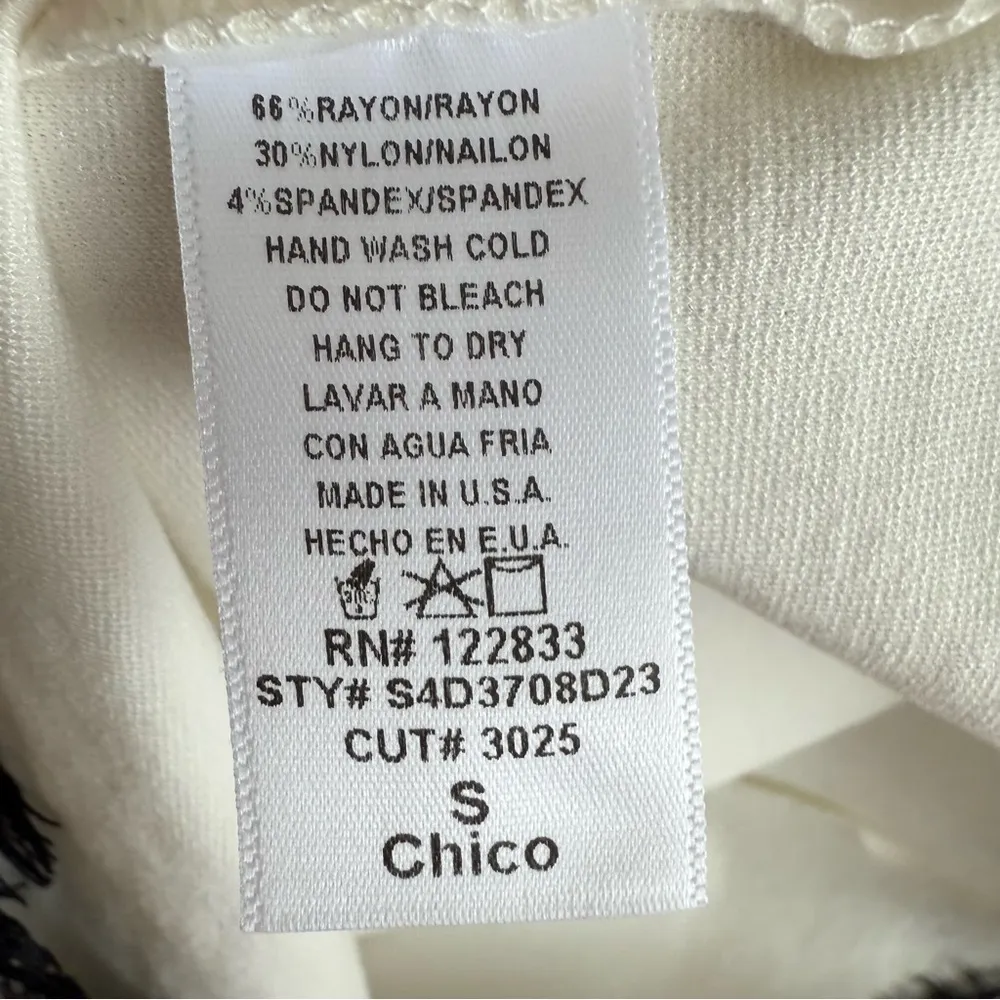 66%RAYON/RAYON
30%NYLON/NAILON
4%SPANDEX/SPANDEX
HAND WASH COLD
DO NOT BLEACH
HANG TO DRY
LAVAR A MANO
CON AGUA FRIA
MADE IN U.S.A.
HECHO EN E.U.A.
RN# 122833
STY# S4D3708D23
CUT# 3025
S
Chico